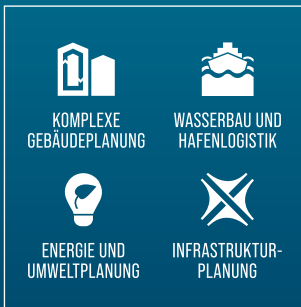 KOMPLEXE
GEBÄUDEPLANUNG
WASSERBAU UND
HAFENLOGISTIK
ENERGIE UND
UMWELTPLANUNG
INFRASTRUKTUR-
PLANUNG